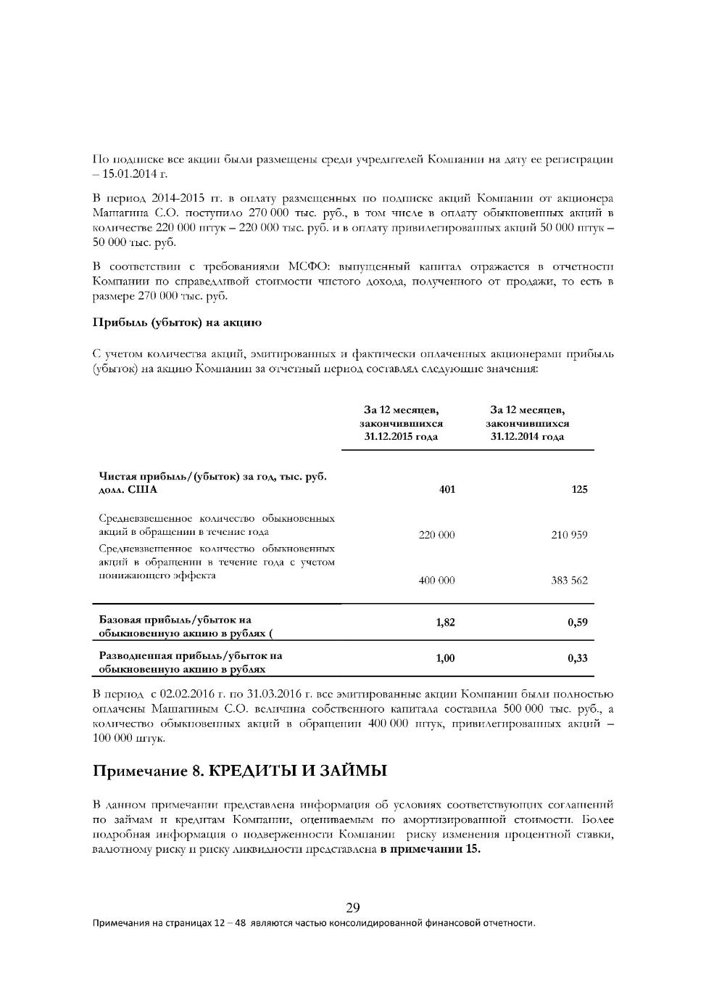 По подписке все акции были размещены среди учредителей Компании на дату ее регистрации
– 15.01.2014 г.
В период 2014-2015 гг. в оплату размещенных по подписке акций Компании от акционера
Машагина С.О. поступило 270 000 тыс. руб., в том числе в оплату обыкновенных акций в
количестве 220 000 штук – 220 000 тыс. руб. и в оплату привилегированных акций 50 000 штук –
50 000 тыс. руб.
В соответствии с требованиями МСФО: выпущенный капитал отражается в отчетности
Компании по справедливой стоимости чистого дохода, полученного от продажи, то есть в
размере 270 000 тыс. руб.
Прибыль (убыток) на акцию
С учетом количества акций, эмитированных и фактически оплаченных акционерами прибыль
(убыток) на акцию Компании за отчетный период составлял следующие значения:
За 12 месяцев, За 12 месяцев,
закончившихся закончившихся
31.12.2015 года 31.12.2014 года
Чистая прибыль/(убыток) за год, тыс. руб.
долл. США 401 125
Средневзвешенное количество обыкновенных
акций в обращении в течение года 220 000 210 959
Средневзвешенное количество обыкновенных
акций в обращении в течение года с учетом
понижающего эффекта 400 000 383 562
Базовая прибыль/убыток на 1,82 0,59
обыкновенную акцию в рублях (
Разводненная прибыль/убыток на 1,00 0,33
обыкновенную акцию в рублях
В период с 02.02.2016 г. по 31.03.2016 г. все эмитированные акции Компании были полностью
оплачены Машагиным С.О. величина собственного капитала составила 500 000 тыс. руб., а
количество обыкновенных акций в обращении 400 000 штук, привилегированных акций –
100 000 штук.
Примечание 8. КРЕДИТЫ И ЗАЙМЫ
В данном примечании представлена информация об условиях соответствующих соглашений
по займам и кредитам Компании, оцениваемым по амортизированной стоимости. Более
подробная информация о подверженности Компании риску изменения процентной ставки,
валютному риску и риску ликвидности представлена в примечании 15.
29
Примечания на страницах 12 – 48 являются частью консолидированной финансовой отчетности.